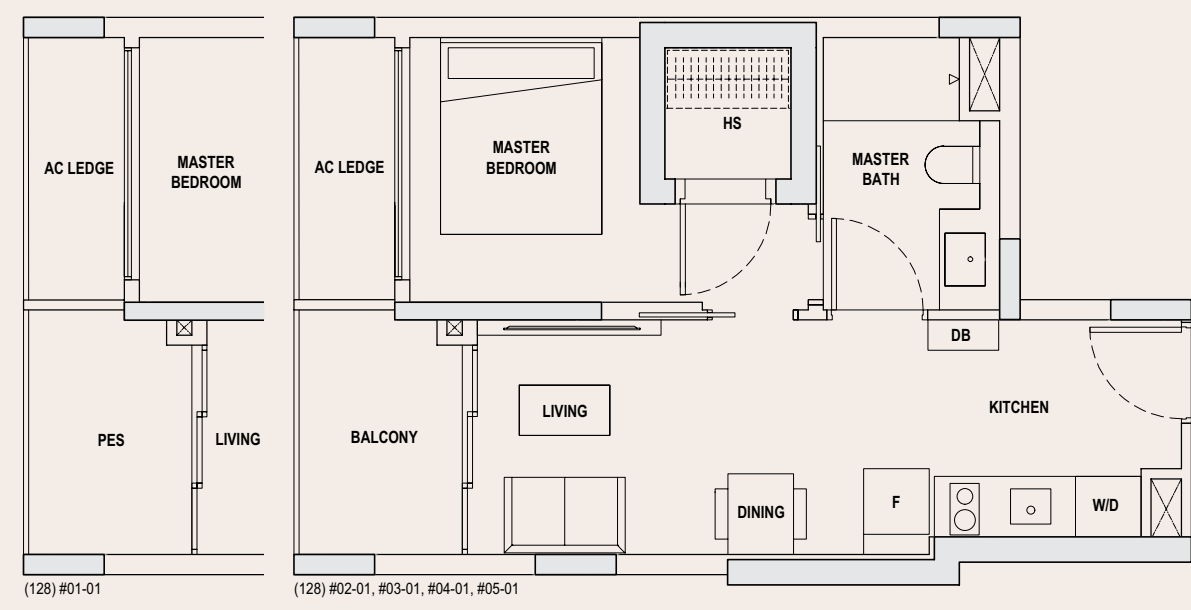 AC LEDGE
MASTER
BEDROOM
PES
LIVING
(128) #01-01
AC LEDGE
MASTER
BEDROOM
HS
MASTER
BATH
DB
KITCHEN
LIVING
BALCONY
DINING
F
W/D
(128) #02-01, #03-01, #04-01, #05-01